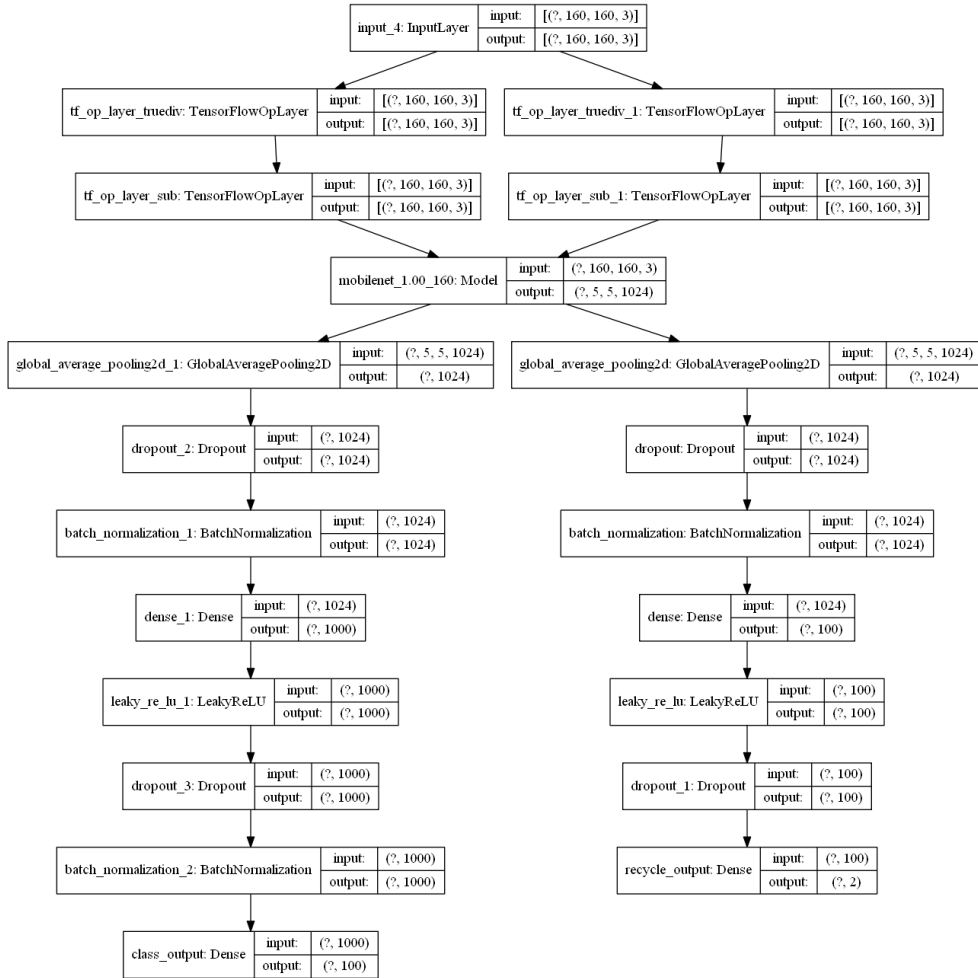 input_4: InputLayer
input: [(?, 160, 160, 3)]
output: [(?, 160, 160, 3)]
tf_op_layer_truediv: TensorFlowOpLayer
input: [(?, 160, 160, 3)]
output: [(?, 160, 160, 3)]
tf_op_layer_truediv_1: TensorFlowOpLayer
input: [(?, 160, 160, 3)]
output: [(?, 160, 160, 3)]
tf_op_layer_sub: TensorFlowOpLayer
input: [(?, 160, 160, 3)]
output: [(?, 160, 160, 3)]
tf_op_layer_sub_1: TensorFlowOpLayer
input: [(?, 160, 160, 3)]
output: [(?, 160, 160, 3)]
mobilenet_1.00_160: Model
input: (?, 160, 160, 3)
output: (?, 5, 5, 1024)
global_average_pooling2d_1: GlobalAveragePooling2D
input: (?, 5, 5, 1024)
output: (?, 1024)
global_average_pooling2d: GlobalAveragePooling2D
input: (?, 5, 5, 1024)
output: (?, 1024)
dropout_2: Dropout
input: (?, 1024)
output: (?, 1024)
dropout: Dropout
input: (?, 1024)
output: (?, 1024)
batch_normalization_1: BatchNormalization
input: (?, 1024)
output: (?, 1024)
batch_normalization: BatchNormalization
input: (?, 1024)
output: (?, 1024)
dense_1: Dense
input: (?, 1024)
output: (?, 1000)
dense: Dense
input: (?, 1024)
output: (?, 100)
leaky_re_lu_1: LeakyReLU
input: (?, 1000)
output: (?, 1000)
leaky_re_lu: LeakyReLU
input: (?, 100)
output: (?, 100)
dropout_3: Dropout
input: (?, 1000)
output: (?, 1000)
dropout_1: Dropout
input: (?, 100)
output: (?, 100)
batch_normalization_2: BatchNormalization
input: (?, 1000)
output: (?, 1000)
recycle_output: Dense
input: (?, 100)
output: (?, 2)
class_output: Dense
input: (?, 1000)
output: (?, 100)